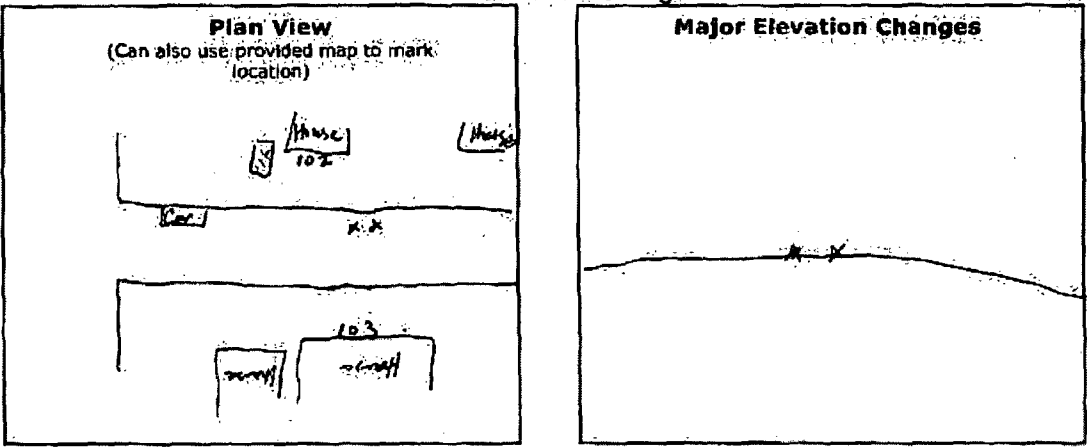 Plan View
(Can also use provided map to mark
location)
House
102
House
Car
x x
103
Major Elevation Changes
x x